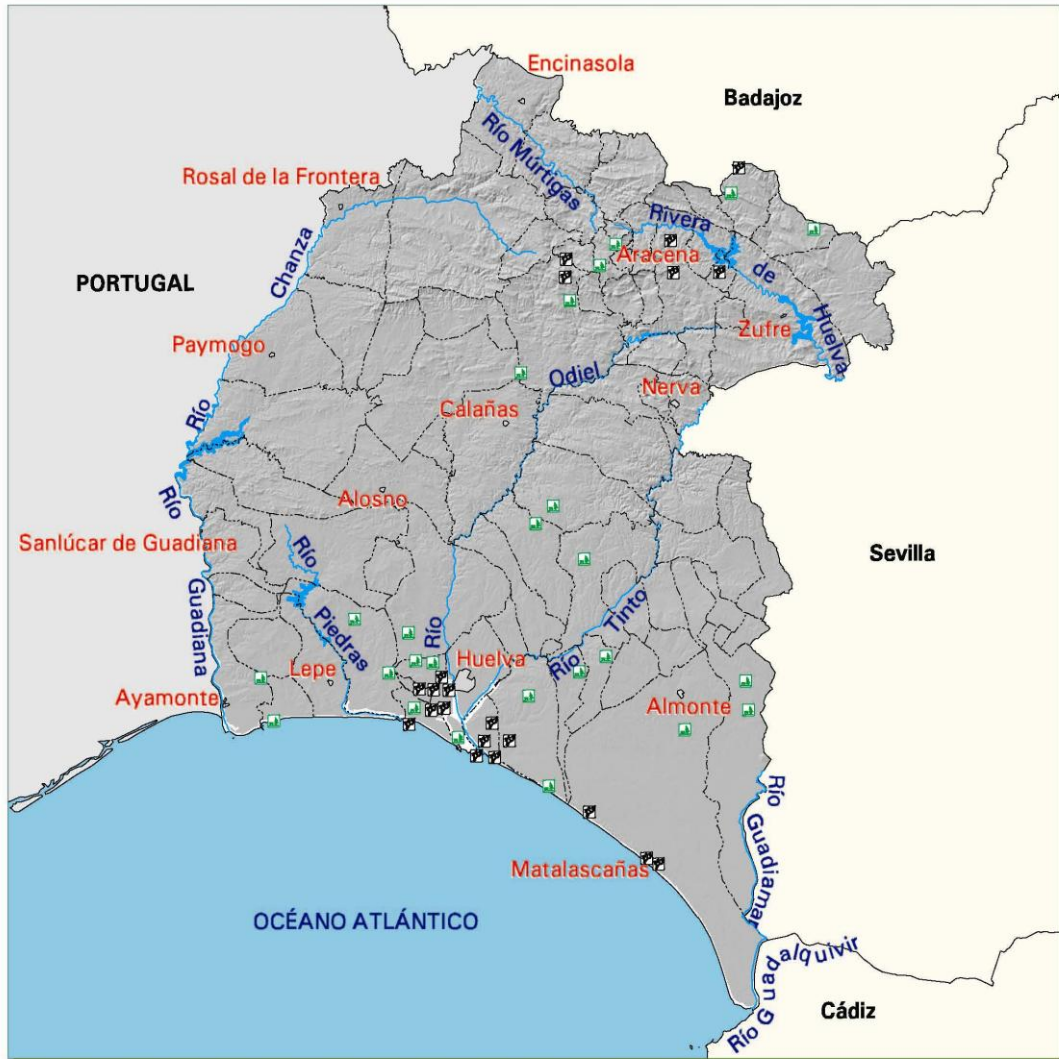 Encinasola
Badajoz
Río Múrtigas
Rosal de la Frontera
Rivera de Huelva
Chanza
Aracena
PORTUGAL
Zufre
Paymogo
Odiel
Nerva
Calañas
Río
Alosno
Río
Sanlúcar de Guadiana
Río
Sevilla
Guadiana
Piedras
Río
Río Tinto
Lepe
Huelva
Ayamonte
Almonte
Río Guadiamar
Matalascañas
OCÉANO ATLÁNTICO
Río Guadalquivir
Cádiz